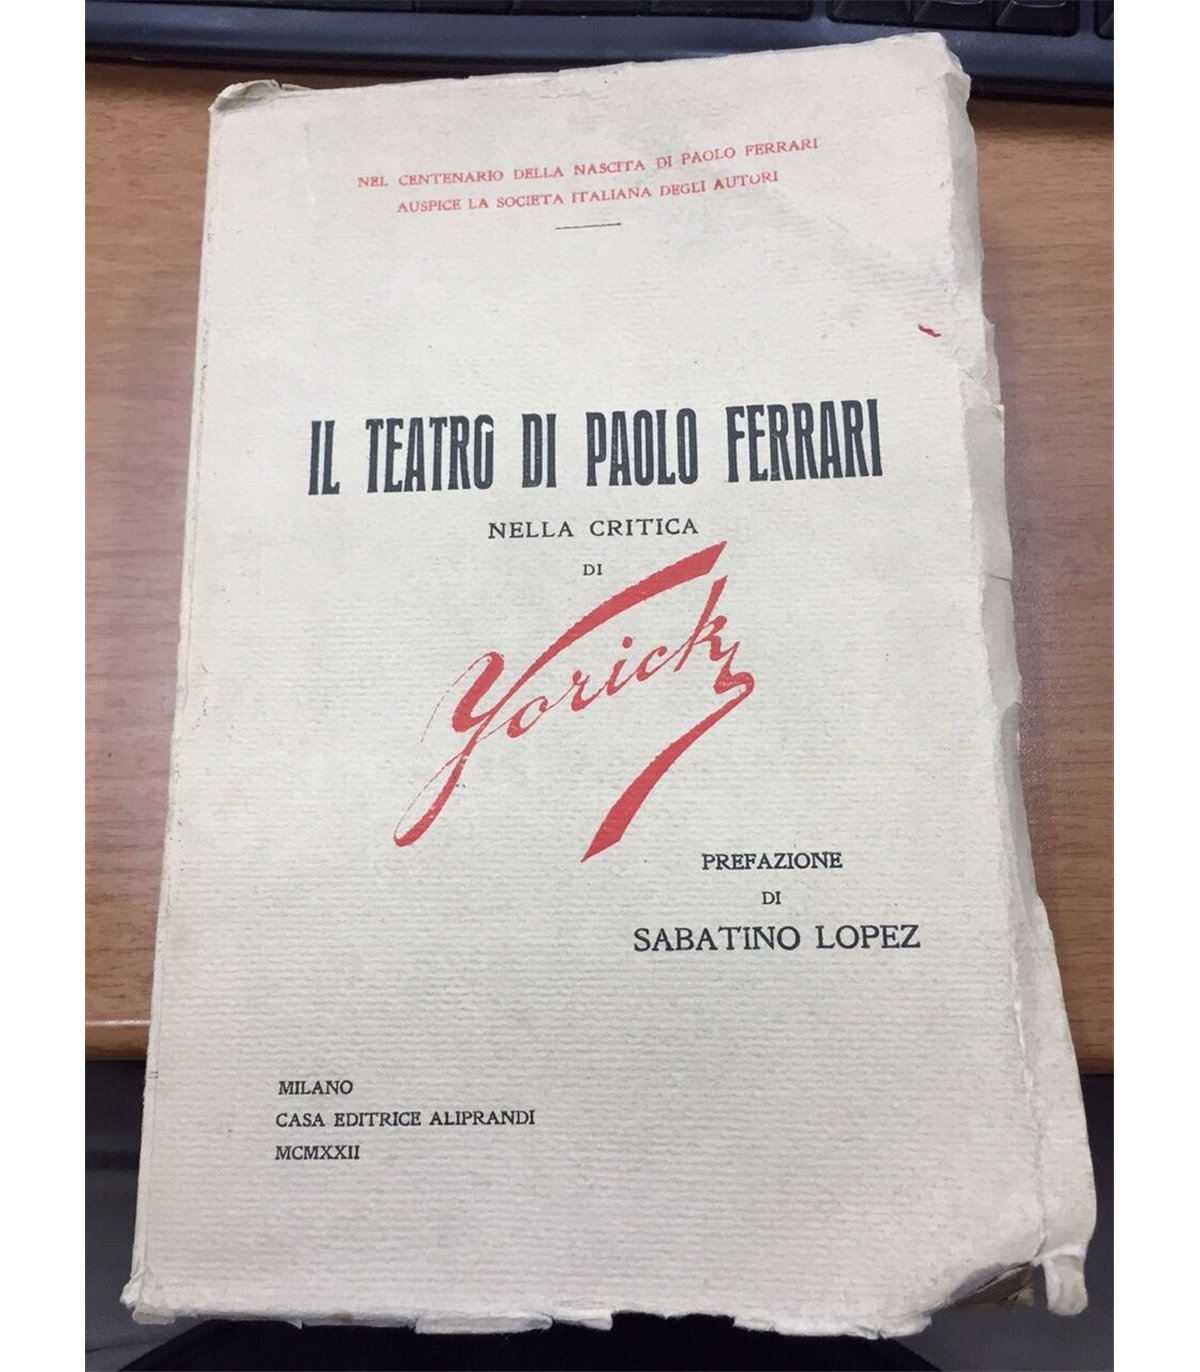 NEL CENTENARIO DELLA NASCITA DI PAOLO FERRARI
AUSPICE LA SOCIETA ITALIANA DEGLI AUTORI
IL TEATRO DI PAOLO FERRARI
NELLA CRITICA
DI
Yorick
PREFAZIONE
DI
SABATINO LOPEZ
MILANO
CASA EDITRICE ALIPRANDI
MCMXXII